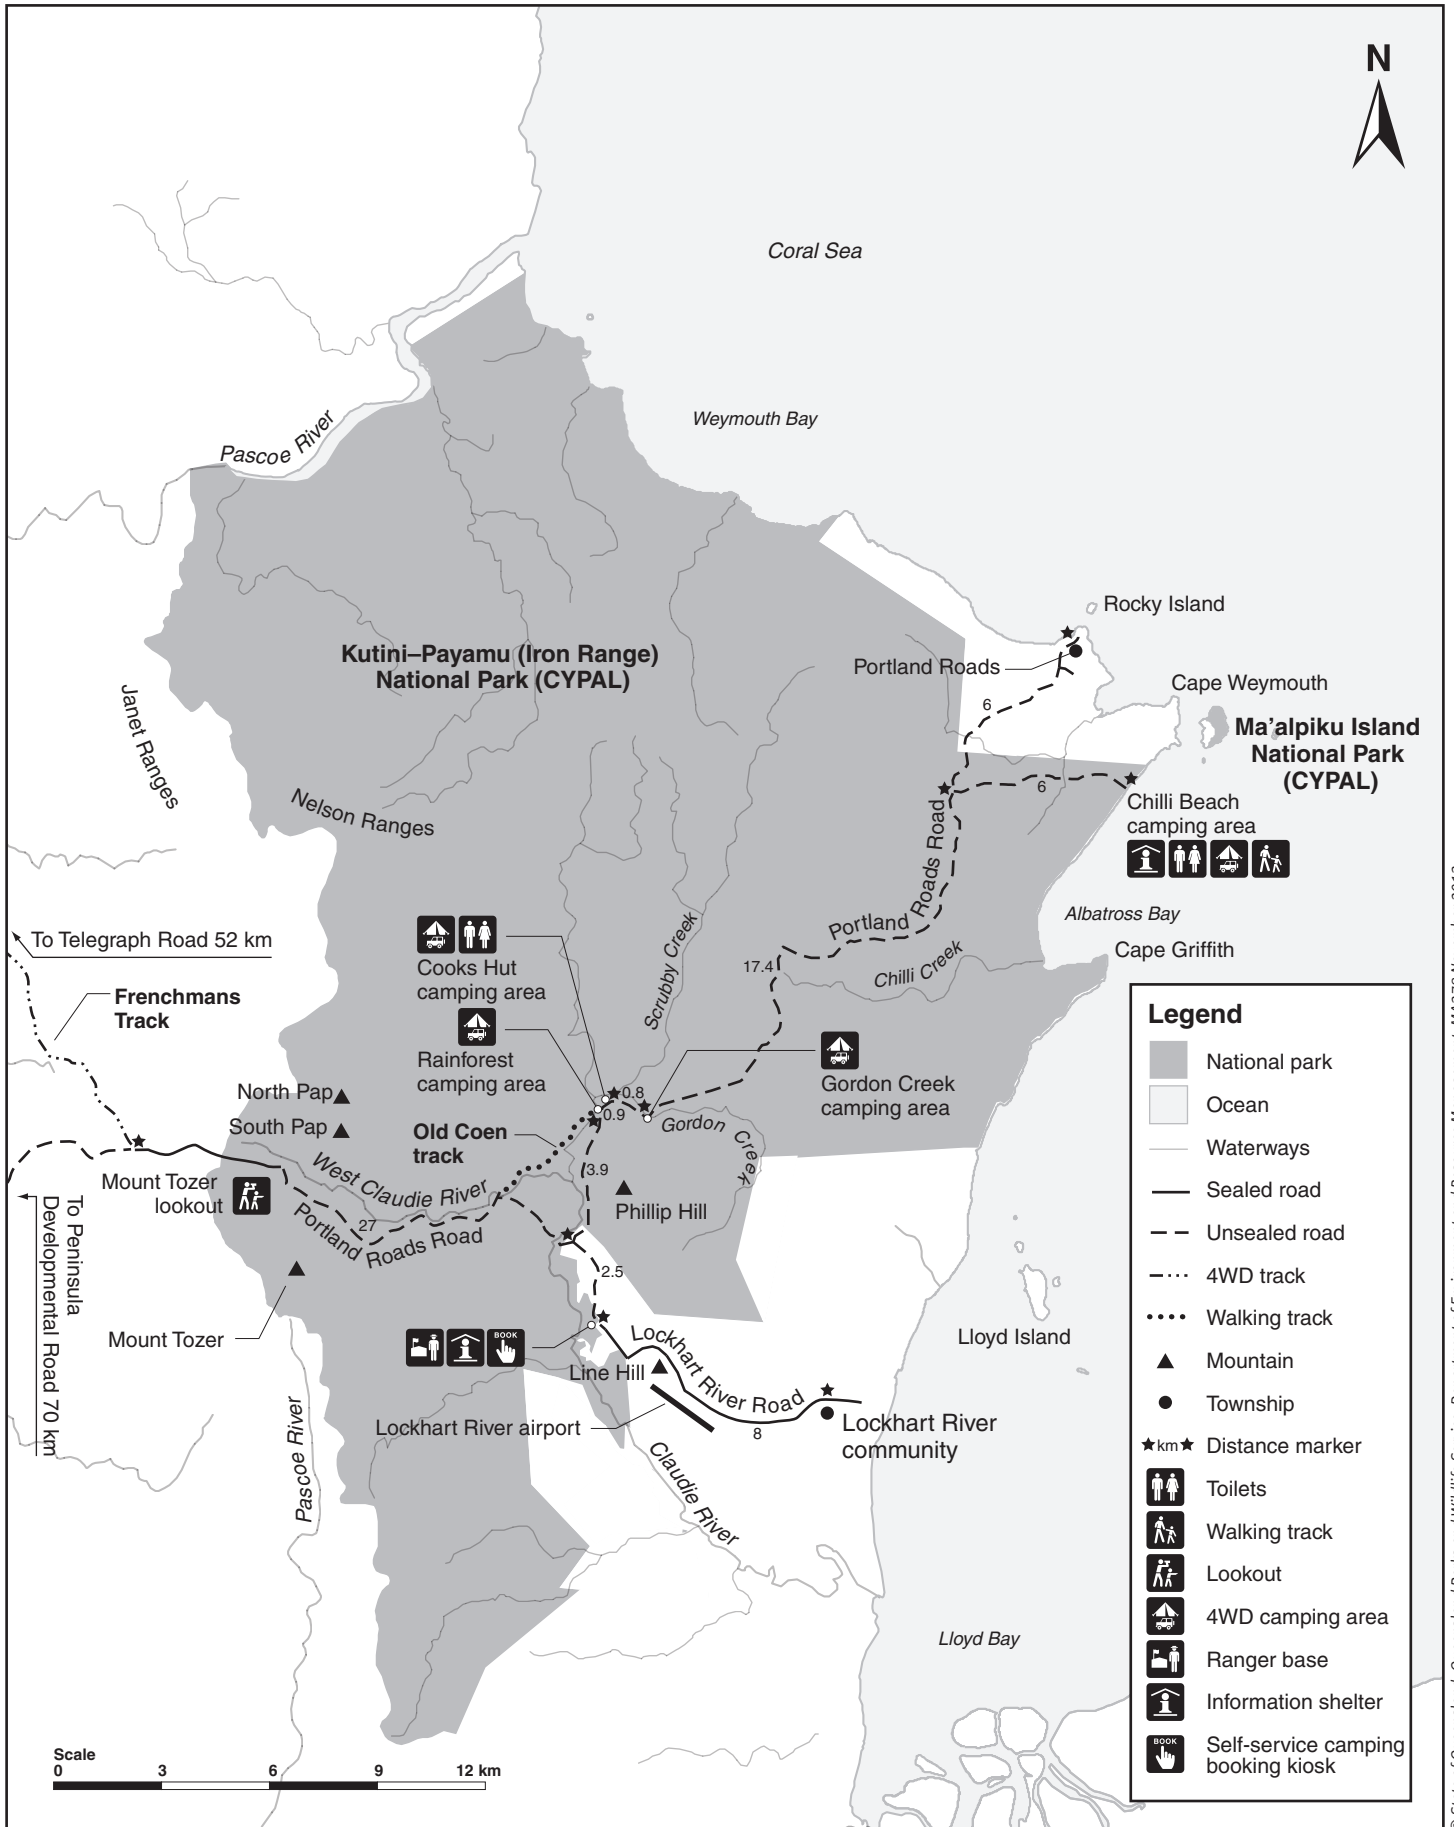 N
Coral Sea
Weymouth Bay
Pascoe River
Rocky Island
Portland Roads
6
Cape Weymouth
Ma’alpiku Island
National Park
(CYPAL)
Kutini–Payamu (Iron Range)
National Park (CYPAL)
Janet Ranges
Nelson Ranges
6
Chilli Beach
camping area
Portland Roads Road
Albatross Bay
Cape Griffith
Chilli Creek
17.4
Scrubby Creek
To Telegraph Road 52 km
Frenchmans
Track
Cooks Hut
camping area
Rainforest
camping area
Gordon Creek
camping area
0.8
0.9
Gordon Creek
North Pap
South Pap
Old Coen
track
West Claudie River
3.9
Phillip Hill
Mount Tozer
lookout
27
Portland Roads Road
To Peninsula
Developmental Road 70 km
2.5
Mount Tozer
BOOK
Line Hill
Lockhart River Road
8
Lockhart River airport
Lockhart River
community
Lloyd Island
Pascoe River
Claudie River
Lloyd Bay
Legend
National park
Ocean
Waterways
Sealed road
Unsealed road
4WD track
Walking track
Mountain
Township
km Distance marker
Toilets
Walking track
Lookout
4WD camping area
Ranger base
Information shelter
BOOK
Self-service camping
booking kiosk
Scale
0 3 6 9 12 km